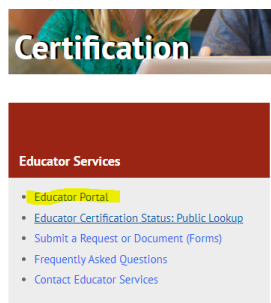 Certification
Educator Services
Educator Portal
Educator Certification Status: Public Lookup
Submit a Request or Document (Forms)
Frequently Asked Questions
Contact Educator Services